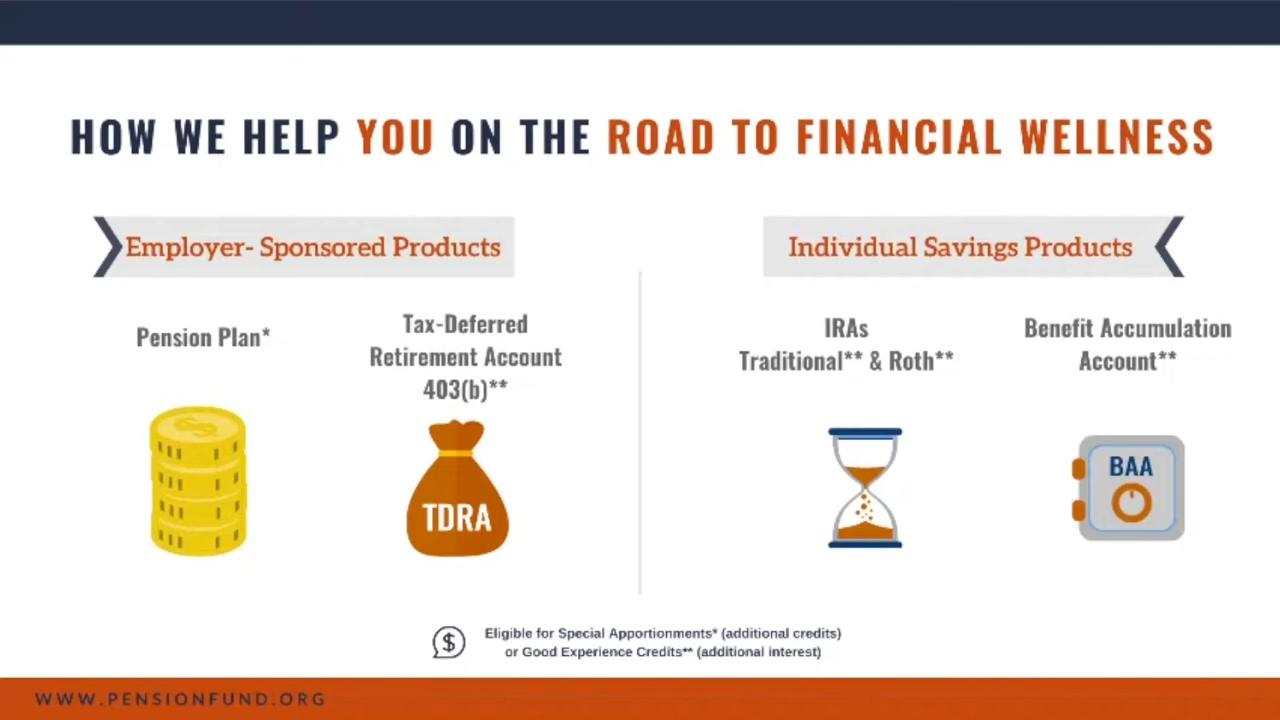 HOW WE HELP YOU ON THE ROAD TO FINANCIAL WELLNESS
Employer- Sponsored Products
Pension Plan*
Tax-Deferred
Retirement Account
403(b)**
TDRA
Individual Savings Products
IRAs
Traditional** & Roth**
Benefit Accumulation
Account**
BAA
Eligible for Special Apportionments* (additional credits)
or Good Experience Credits** (additional interest)
WWW.PENSIONFUND.ORG